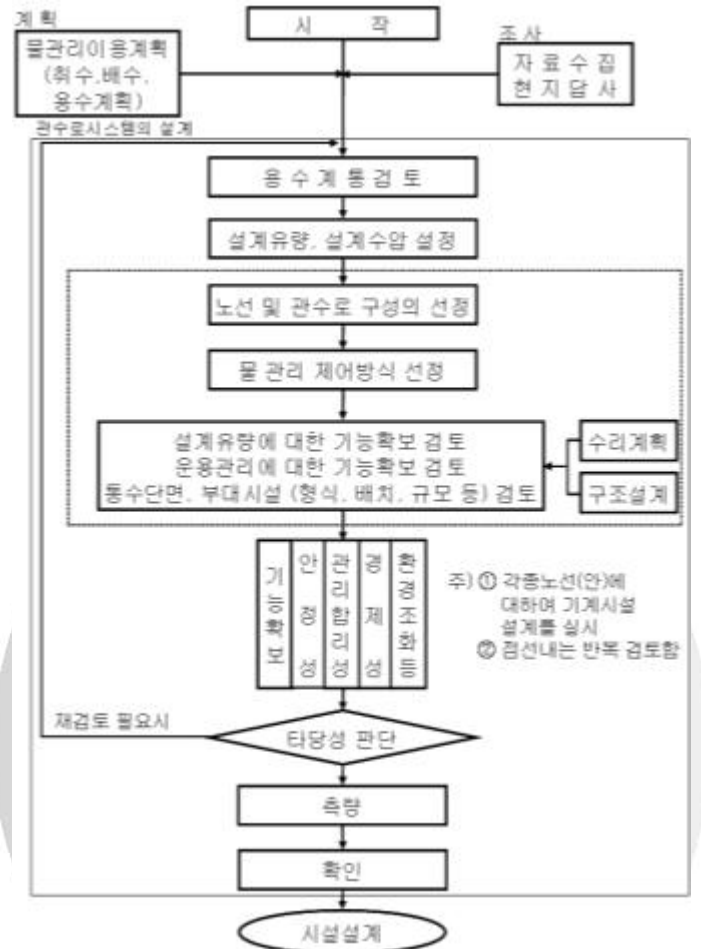 계 획
시 작
조 사
물관리이용계획
(취수,배수,
용수계획)
자 료 수 집
현 지 답 사
관수로시스템의 설계
용 수 계 통 검 토
설계유량, 설계수압 설정
노선 및 관수로 구성의 선정
물 관리 제어방식 선정
설계유량에 대한 기능확보 검토
운용관리에 대한 기능확보 검토
통수단면, 부대시설 (형식, 배치, 규모 등) 검토
수리계획
구조설계
기능확보
안정성
관리합리성
경제성
환경조화등
주) ① 각종노선(안)에
대하여 기계시설
설계를 실시
② 점선내는 반복 검토함
재검토 필요시
타당성 판단
측량
확인
시설설계